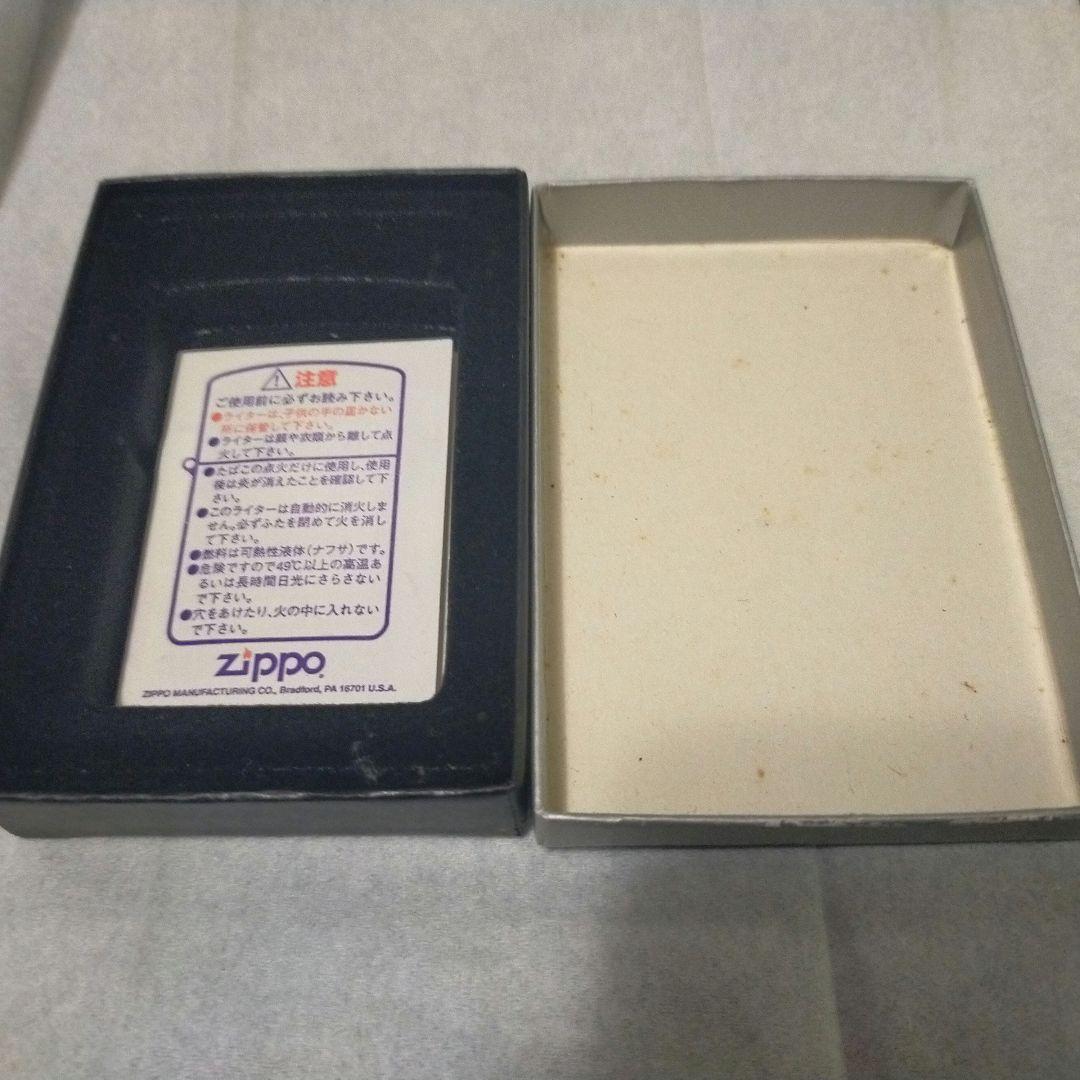 注意
ご使用前に必ずお読み下さい。
●ライターは、子供の手の届かない
所に保管して下さい。
●ライターは顔や衣類から離して点
火して下さい。
●たばこの点火だけに使用し、使用
後は炎が消えたことを確認して下
さい。
●このライターは自動的に消火しま
せん。必ずふたを閉めて火を消し
て下さい。
●燃料は可熱性液体(ナフサ)です。
●危険ですので49℃以上の高温あ
るいは長時間日光にさらさない
で下さい。
●穴をあけたり、火の中に入れない
で下さい。
Zippo
ZIPPO MANUFACTURING CO., Bradford, PA 16701 U.S.A.